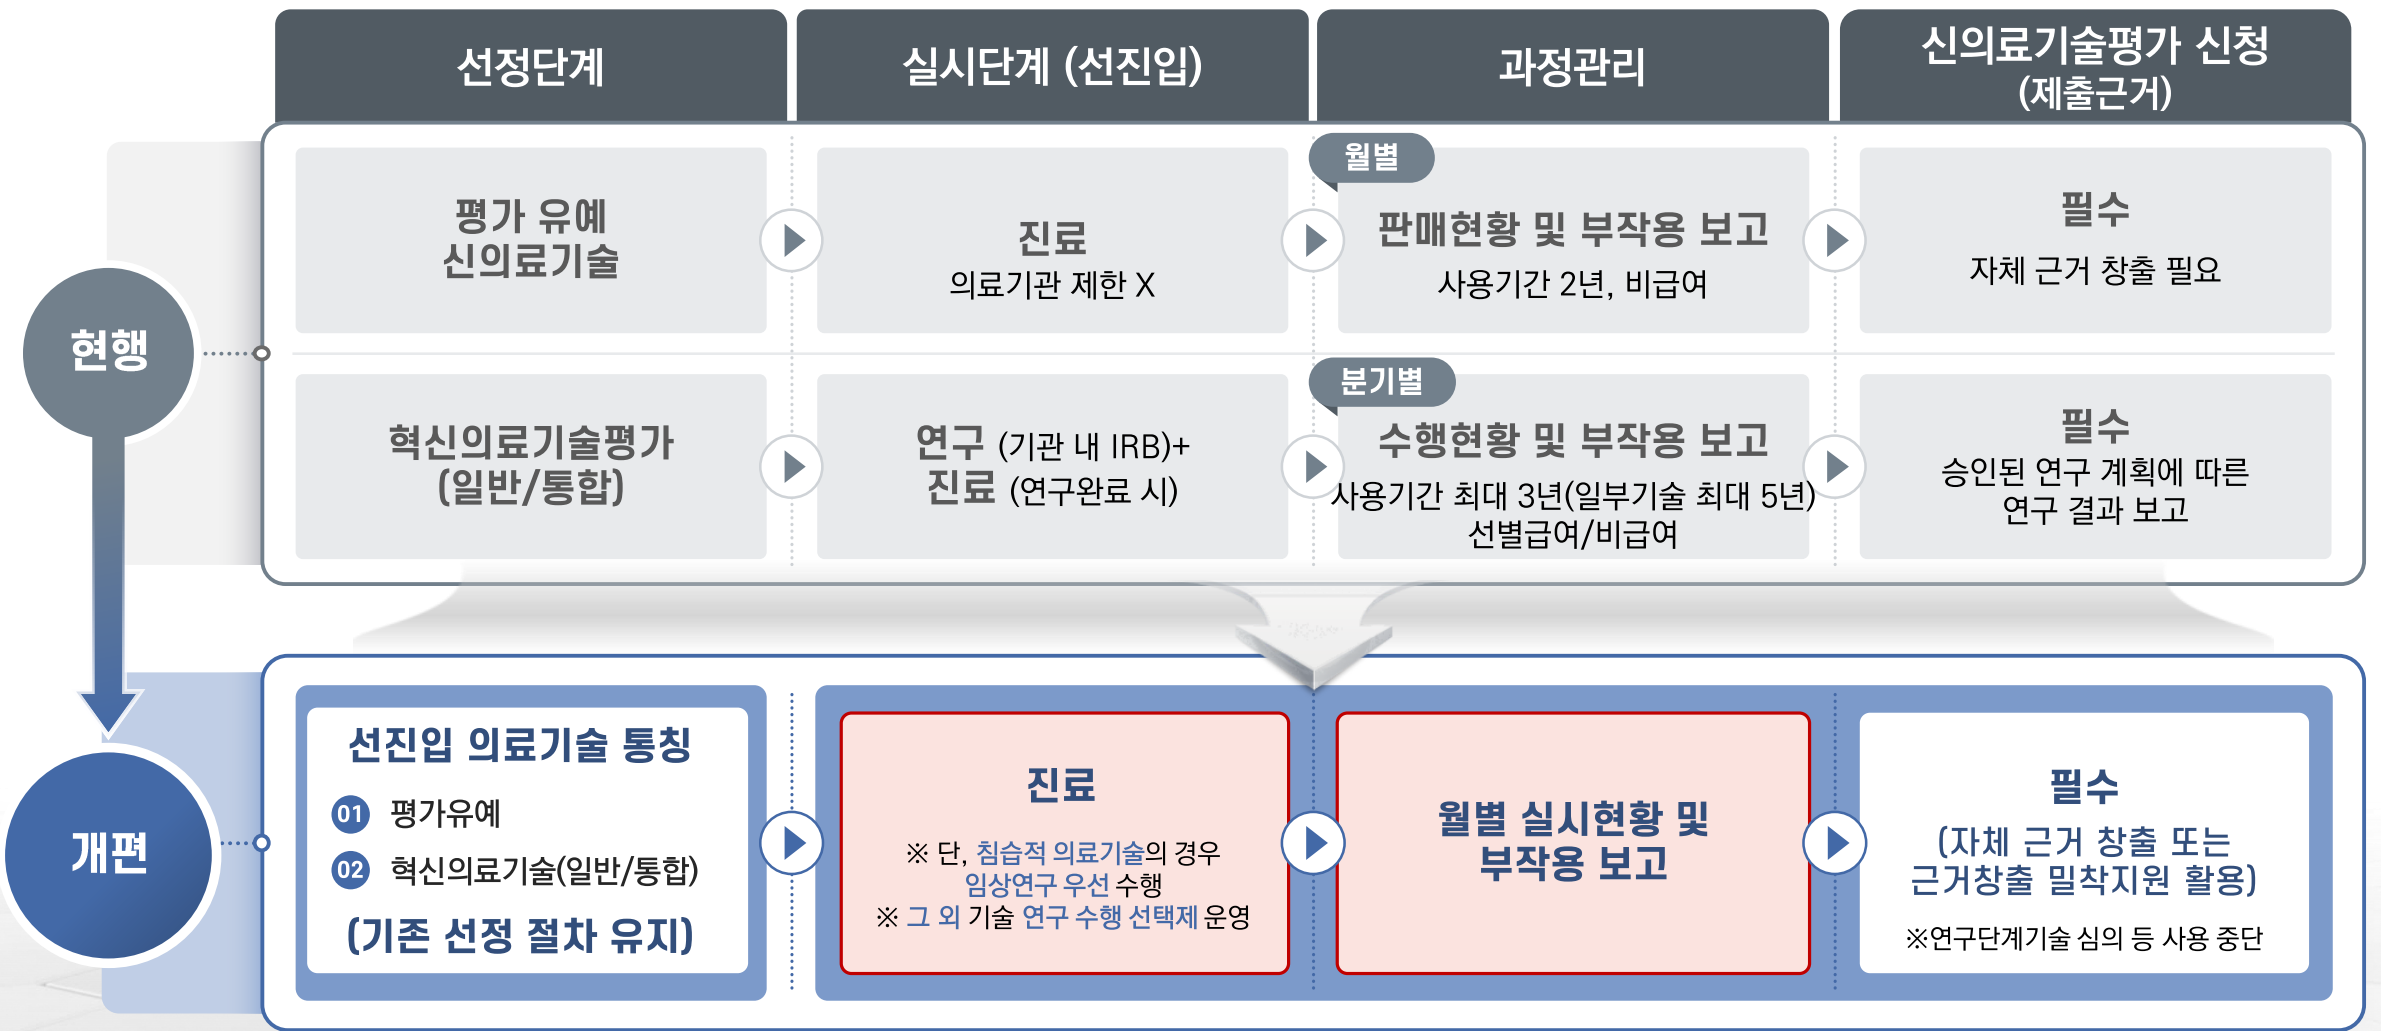 선정단계
실시단계 (선진입)
과정관리
신의료기술평가 신청
(제출근거)
현행
평가 유예
신의료기술
진료
의료기관 제한 X
월별
판매현황 및 부작용 보고
사용기간 2년, 비급여
필수
자체 근거 창출 필요
혁신의료기술평가
(일반/통합)
연구 (기관 내 IRB)+
진료 (연구완료 시)
분기별
수행현황 및 부작용 보고
사용기간 최대 3년(일부기술 최대 5년)
선별급여/비급여
필수
승인된 연구 계획에 따른
연구 결과 보고
개편
선진입 의료기술 통칭
01 평가유예
02 혁신의료기술(일반/통합)
(기존 선정 절차 유지)
진료
※ 단, 침습적 의료기술의 경우
임상연구 우선 수행
※ 그 외 기술 연구 수행 선택제 운영
월별 실시현황 및
부작용 보고
필수
(자체 근거 창출 또는
근거창출 밀착지원 활용)
※연구단계기술 심의 등 사용 중단